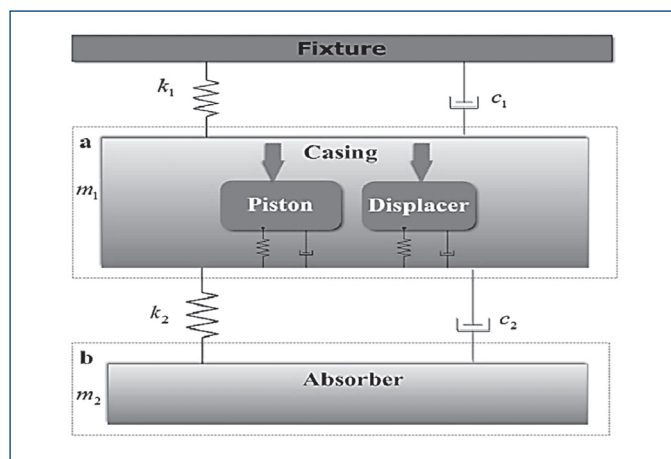 Fixture
k₁
c₁
a
Casing
m₁
Piston
Displacer
k₂
c₂
b
Absorber
m₂